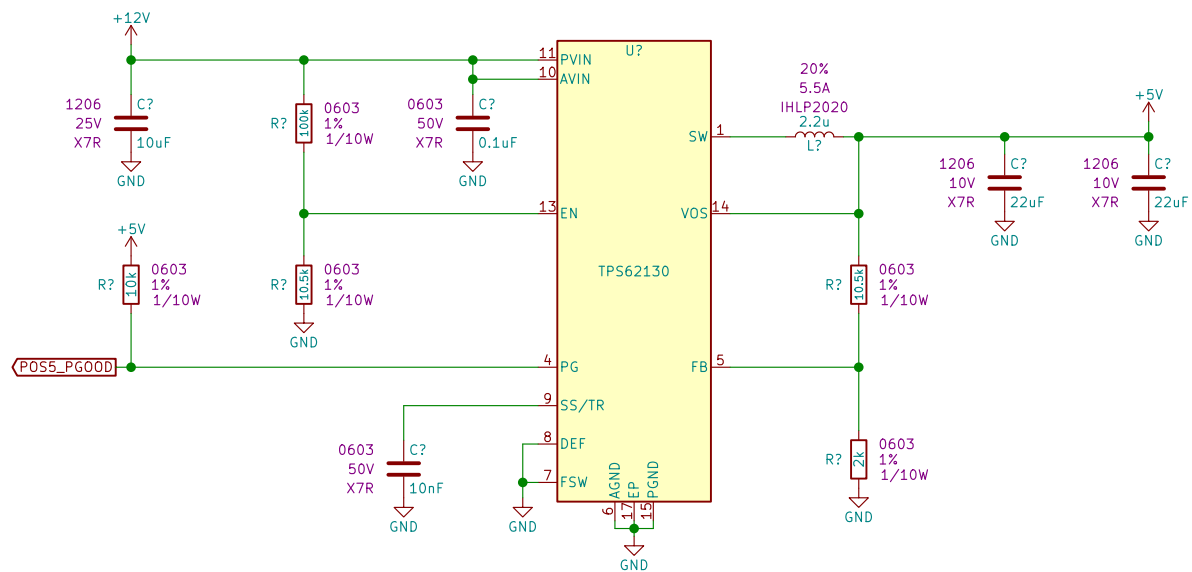 +12V
U?
11
PVIN
10
AVIN
1206
25V
X7R
C?
10uF
GND
R?
100k
0603
1%
1/10W
0603
50V
X7R
C?
0.1uF
GND
20%
5.5A
IHLP2020
2.2u
L?
SW
1
+5V
1206
10V
X7R
C?
22uF
GND
1206
10V
X7R
C?
22uF
GND
13
EN
VOS
14
+5V
R?
10k
0603
1%
1/10W
R?
10.5k
0603
1%
1/10W
GND
TPS62130
R?
10.5k
0603
1%
1/10W
POS5_PGOOD
4
PG
FB
5
9
SS/TR
0603
50V
X7R
C?
10nF
GND
8
DEF
7
FSW
GND
AGND
EP
PGND
6
17
15
GND
R?
2k
0603
1%
1/10W
GND